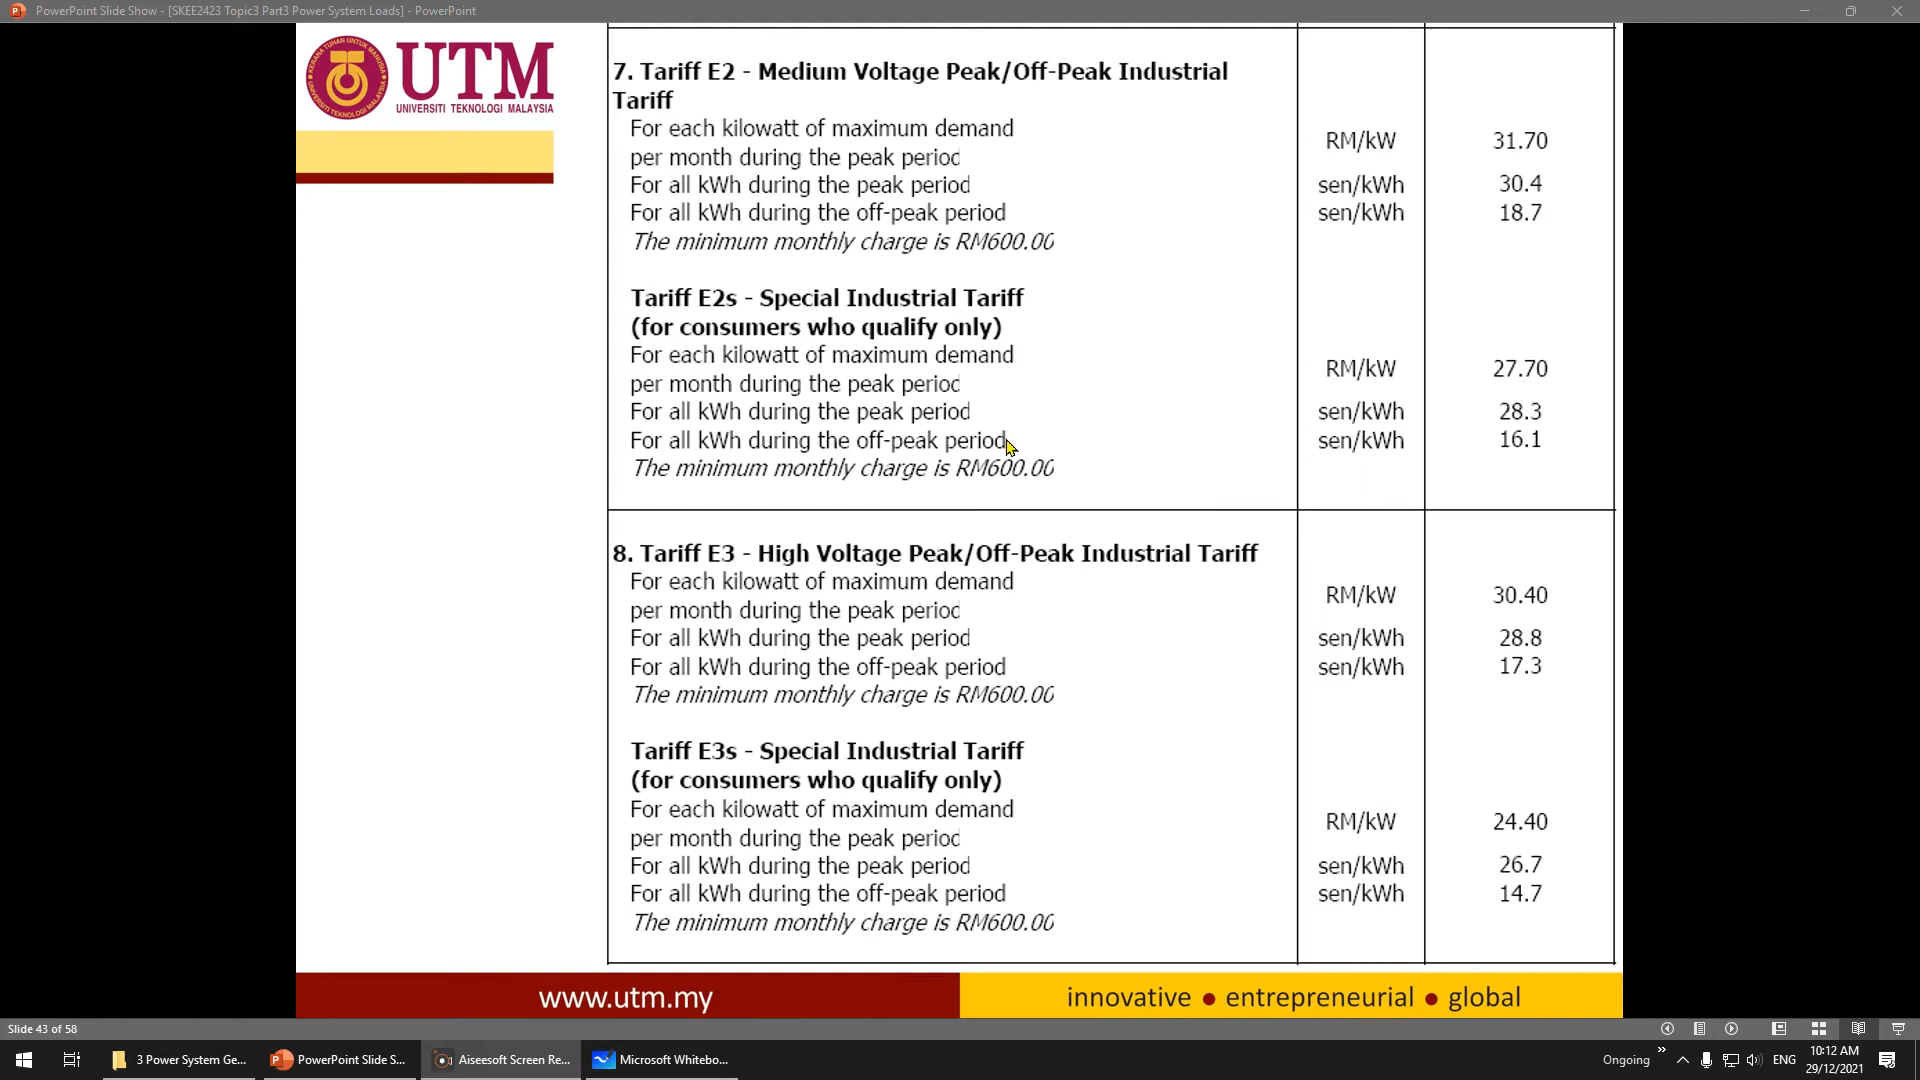 PowerPoint Slide Show - [SKEE2423 Topic3 Part3 Power System Loads] - PowerPoint
UTM
UNIVERSITI TEKNOLOGI MALAYSIA
7. Tariff E2 - Medium Voltage Peak/Off-Peak Industrial
Tariff
For each kilowatt of maximum demand
per month during the peak period RM/kW 31.70
For all kWh during the peak period sen/kWh 30.4
For all kWh during the off-peak period sen/kWh 18.7
The minimum monthly charge is RM600.00
Tariff E2s - Special Industrial Tariff
(for consumers who qualify only)
For each kilowatt of maximum demand
per month during the peak period RM/kW 27.70
For all kWh during the peak period sen/kWh 28.3
For all kWh during the off-peak period sen/kWh 16.1
The minimum monthly charge is RM600.00
8. Tariff E3 - High Voltage Peak/Off-Peak Industrial Tariff
For each kilowatt of maximum demand
per month during the peak period RM/kW 30.40
For all kWh during the peak period sen/kWh 28.8
For all kWh during the off-peak period sen/kWh 17.3
The minimum monthly charge is RM600.00
Tariff E3s - Special Industrial Tariff
(for consumers who qualify only)
For each kilowatt of maximum demand
per month during the peak period RM/kW 24.40
For all kWh during the peak period sen/kWh 26.7
For all kWh during the off-peak period sen/kWh 14.7
The minimum monthly charge is RM600.00
www.utm.my
innovative ● entrepreneurial ● global
Slide 43 of 58
3 Power System Ge...
PowerPoint Slide S...
Aiseesoft Screen Re...
Microsoft Whitebo...
Ongoing
ENG
10:12 AM
29/12/2021